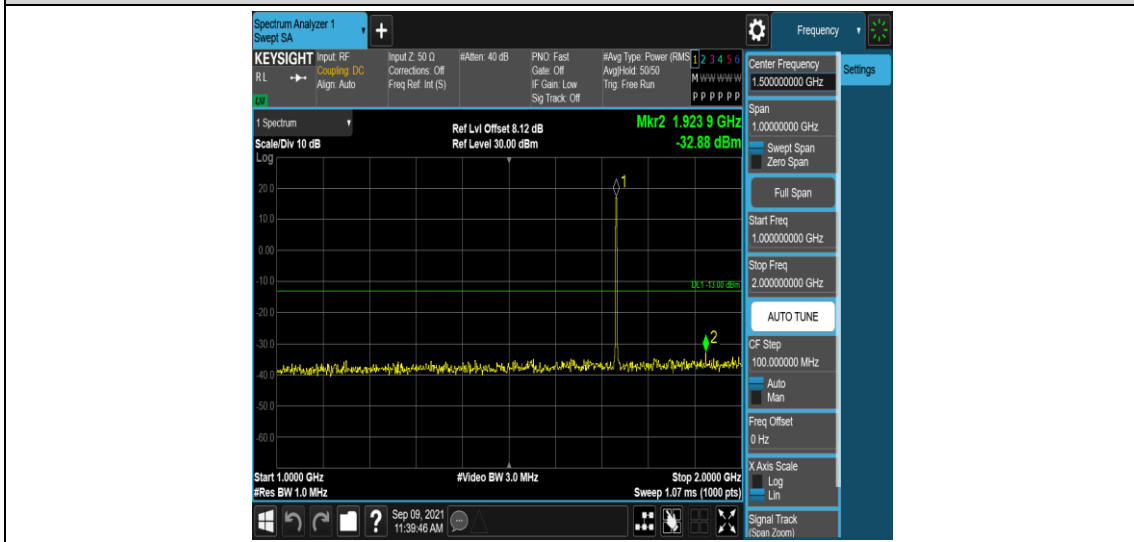 Spectrum Analyzer 1
Swept SA
+
Frequency
KEYSIGHT
RL
LXI
Input: RF
Coupling: DC
Align: Auto
Input Z: 50 Ω
Corrections: Off
Freq Ref: Int (S)
#Atten: 40 dB
PNO: Fast
Gate: Off
IF Gain: Low
Sig Track: Off
#Avg Type: Power (RMS
Avg|Hold: 50/50
Trig: Free Run
1 2 3 4 5 6
M W W W W W
P P P P P P
1 Spectrum
Scale/Div 10 dB
Log
Ref Lvl Offset 8.12 dB
Ref Level 30.00 dBm
Mkr2 1.923 9 GHz
-32.88 dBm
20.0
10.0
0.00
-10.0
-20.0
-30.0
-40.0
-50.0
-60.0
1
DL1 -13.00 dBm
2
Start 1.0000 GHz
#Res BW 1.0 MHz
#Video BW 3.0 MHz
Stop 2.0000 GHz
Sweep 1.07 ms (1000 pts)
?
Sep 09, 2021
11:39:46 AM
Center Frequency
1.500000000 GHz
Settings
Span
1.00000000 GHz
Swept Span
Zero Span
Full Span
Start Freq
1.000000000 GHz
Stop Freq
2.000000000 GHz
AUTO TUNE
CF Step
100.000000 MHz
Auto
Man
Freq Offset
0 Hz
X Axis Scale
Log
Lin
Signal Track
(Span Zoom)